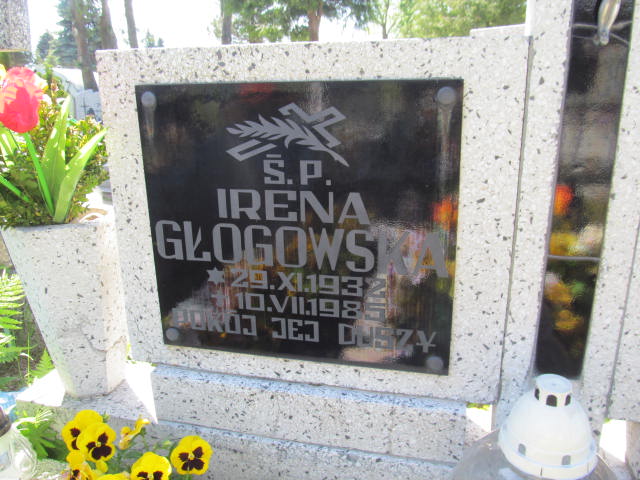 Ś.P.
IRENA
GŁOGOWSKA
* 29.XI.1932
+ 10.VII.1985
POKÓJ JEJ DUSZY